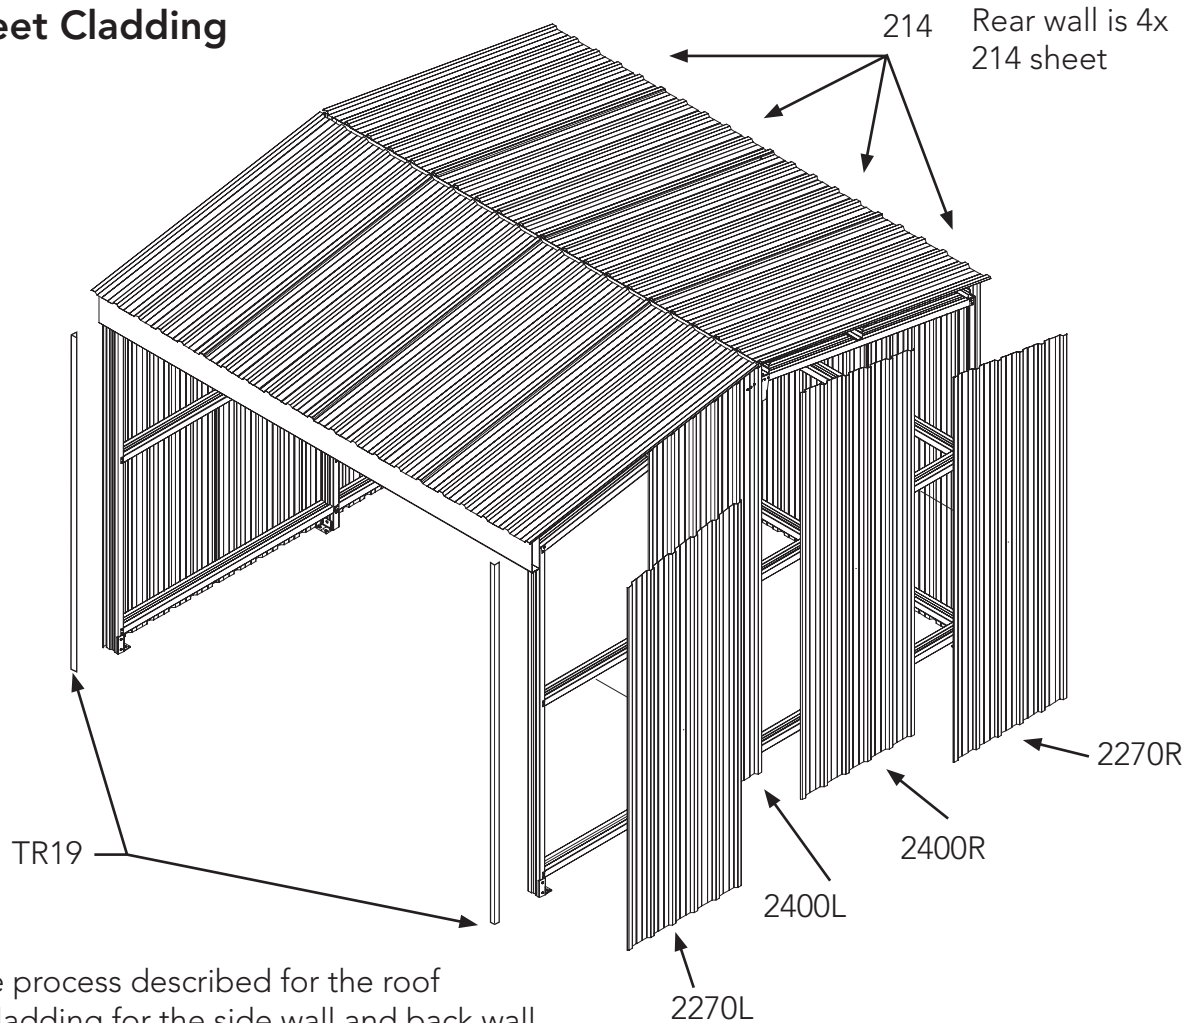 eet Cladding
214
Rear wall is 4x
214 sheet
2270R
2400R
TR19
2400L
2270L
process described for the roof
ladding for the side wall and back wall